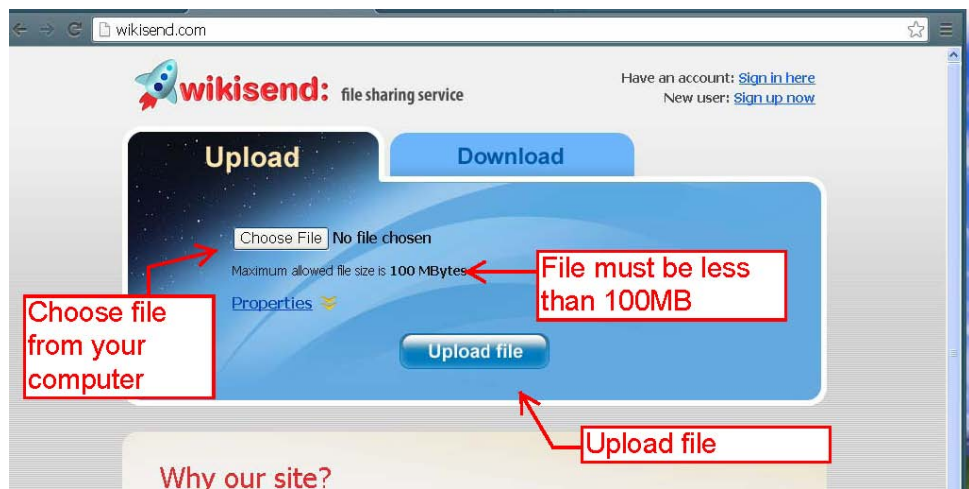 wikisend.com
wikisend: file sharing service
Have an account: Sign in here
New user: Sign up now
Upload
Download
Choose File No file chosen
Maximum allowed file size is 100 MBytes
File must be less
than 100MB
Properties
Choose file
from your
computer
Upload file
Upload file
Why our site?